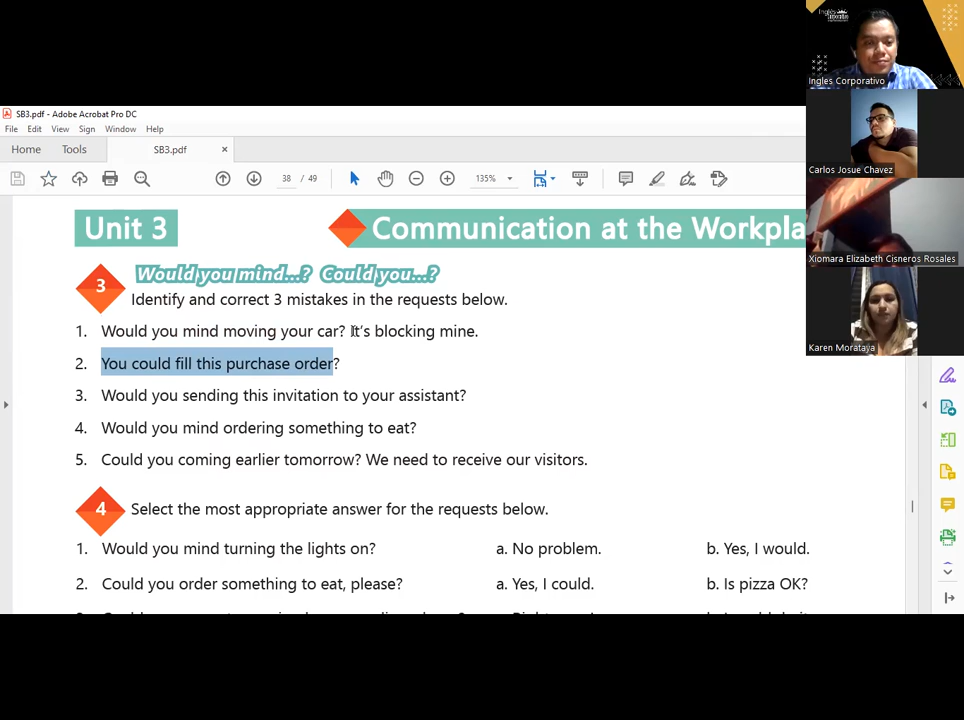 SB3.pdf - Adobe Acrobat Pro DC
File Edit View Sign Window Help
Home Tools SB3.pdf ×
38 / 49 135%
Unit 3 Communication at the Workpla
3 Would you mind...? Could you...?
Identify and correct 3 mistakes in the requests below.
1. Would you mind moving your car? It's blocking mine.
2. You could fill this purchase order?
3. Would you sending this invitation to your assistant?
4. Would you mind ordering something to eat?
5. Could you coming earlier tomorrow? We need to receive our visitors.
4 Select the most appropriate answer for the requests below.
1. Would you mind turning the lights on? a. No problem. b. Yes, I would.
2. Could you order something to eat, please? a. Yes, I could. b. Is pizza OK?
Inglés
Ingles Corporativo
Carlos Josue Chavez
Xiomara Elizabeth Cisneros Rosales
Karen Morataya